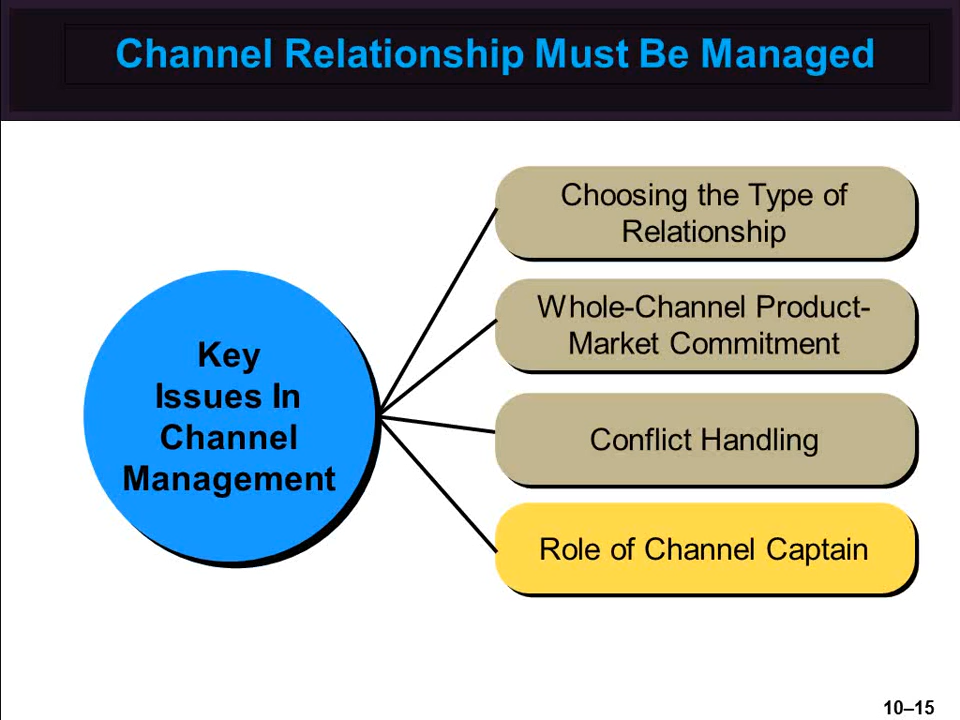 Channel Relationship Must Be Managed
Key
Issues In
Channel
Management
Choosing the Type of
Relationship
Whole-Channel Product-
Market Commitment
Conflict Handling
Role of Channel Captain
10–15